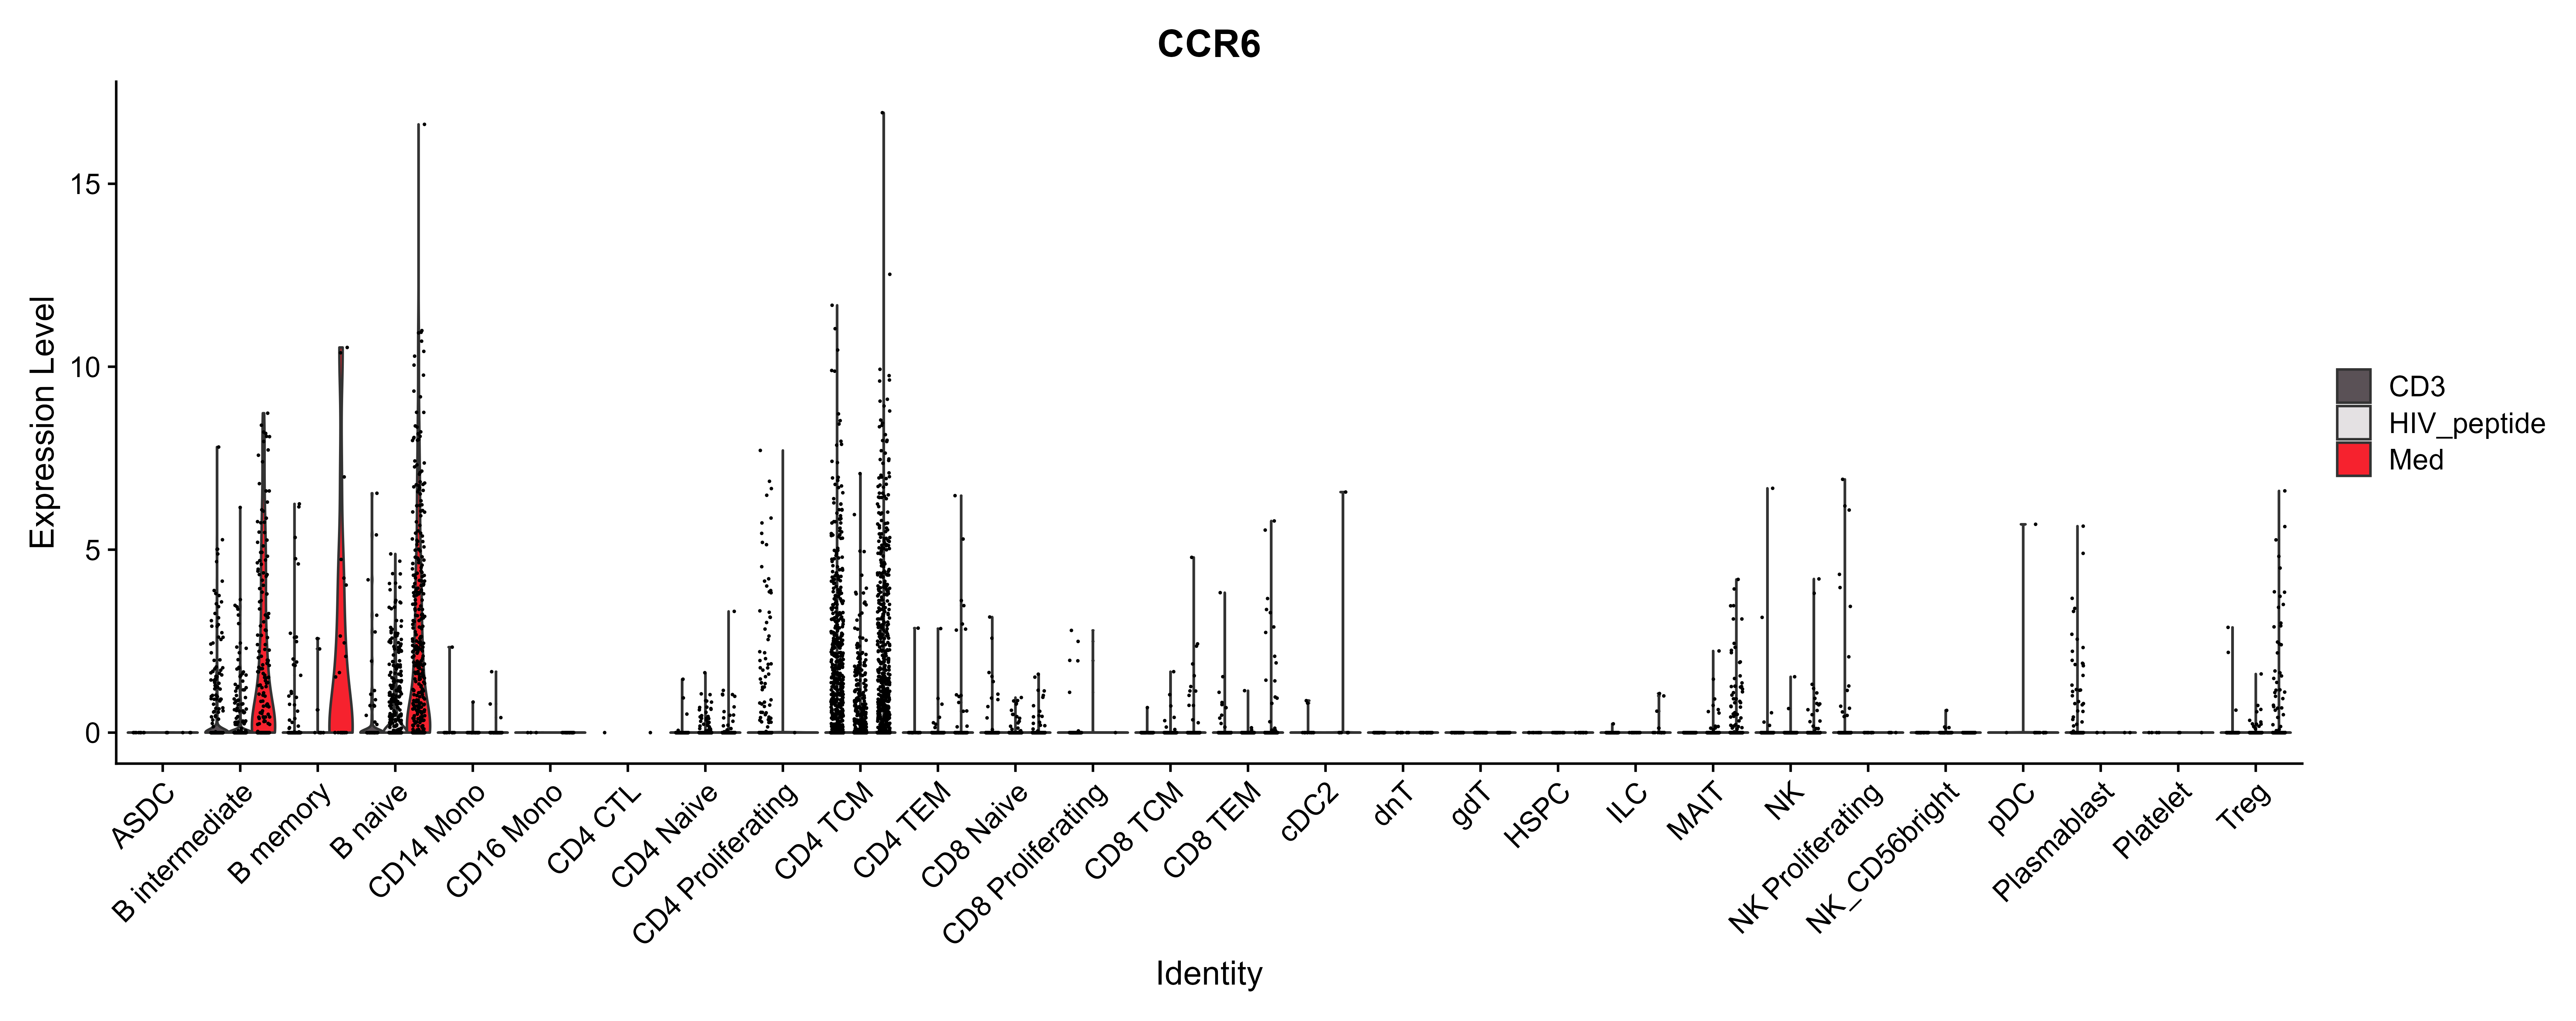 CCR6
Expression Level
15
10
5
0
ASDC
B intermediate
B memory
B naive
CD14 Mono
CD16 Mono
CD4 CTL
CD4 Naive
CD4 Proliferating
CD4 TCM
CD4 TEM
CD8 Naive
CD8 Proliferating
CD8 TCM
CD8 TEM
cDC2
dnT
gdT
HSPC
ILC
MAIT
NK
NK Proliferating
NK_CD56bright
pDC
Plasmablast
Platelet
Treg
Identity
CD3
HIV_peptide
Med